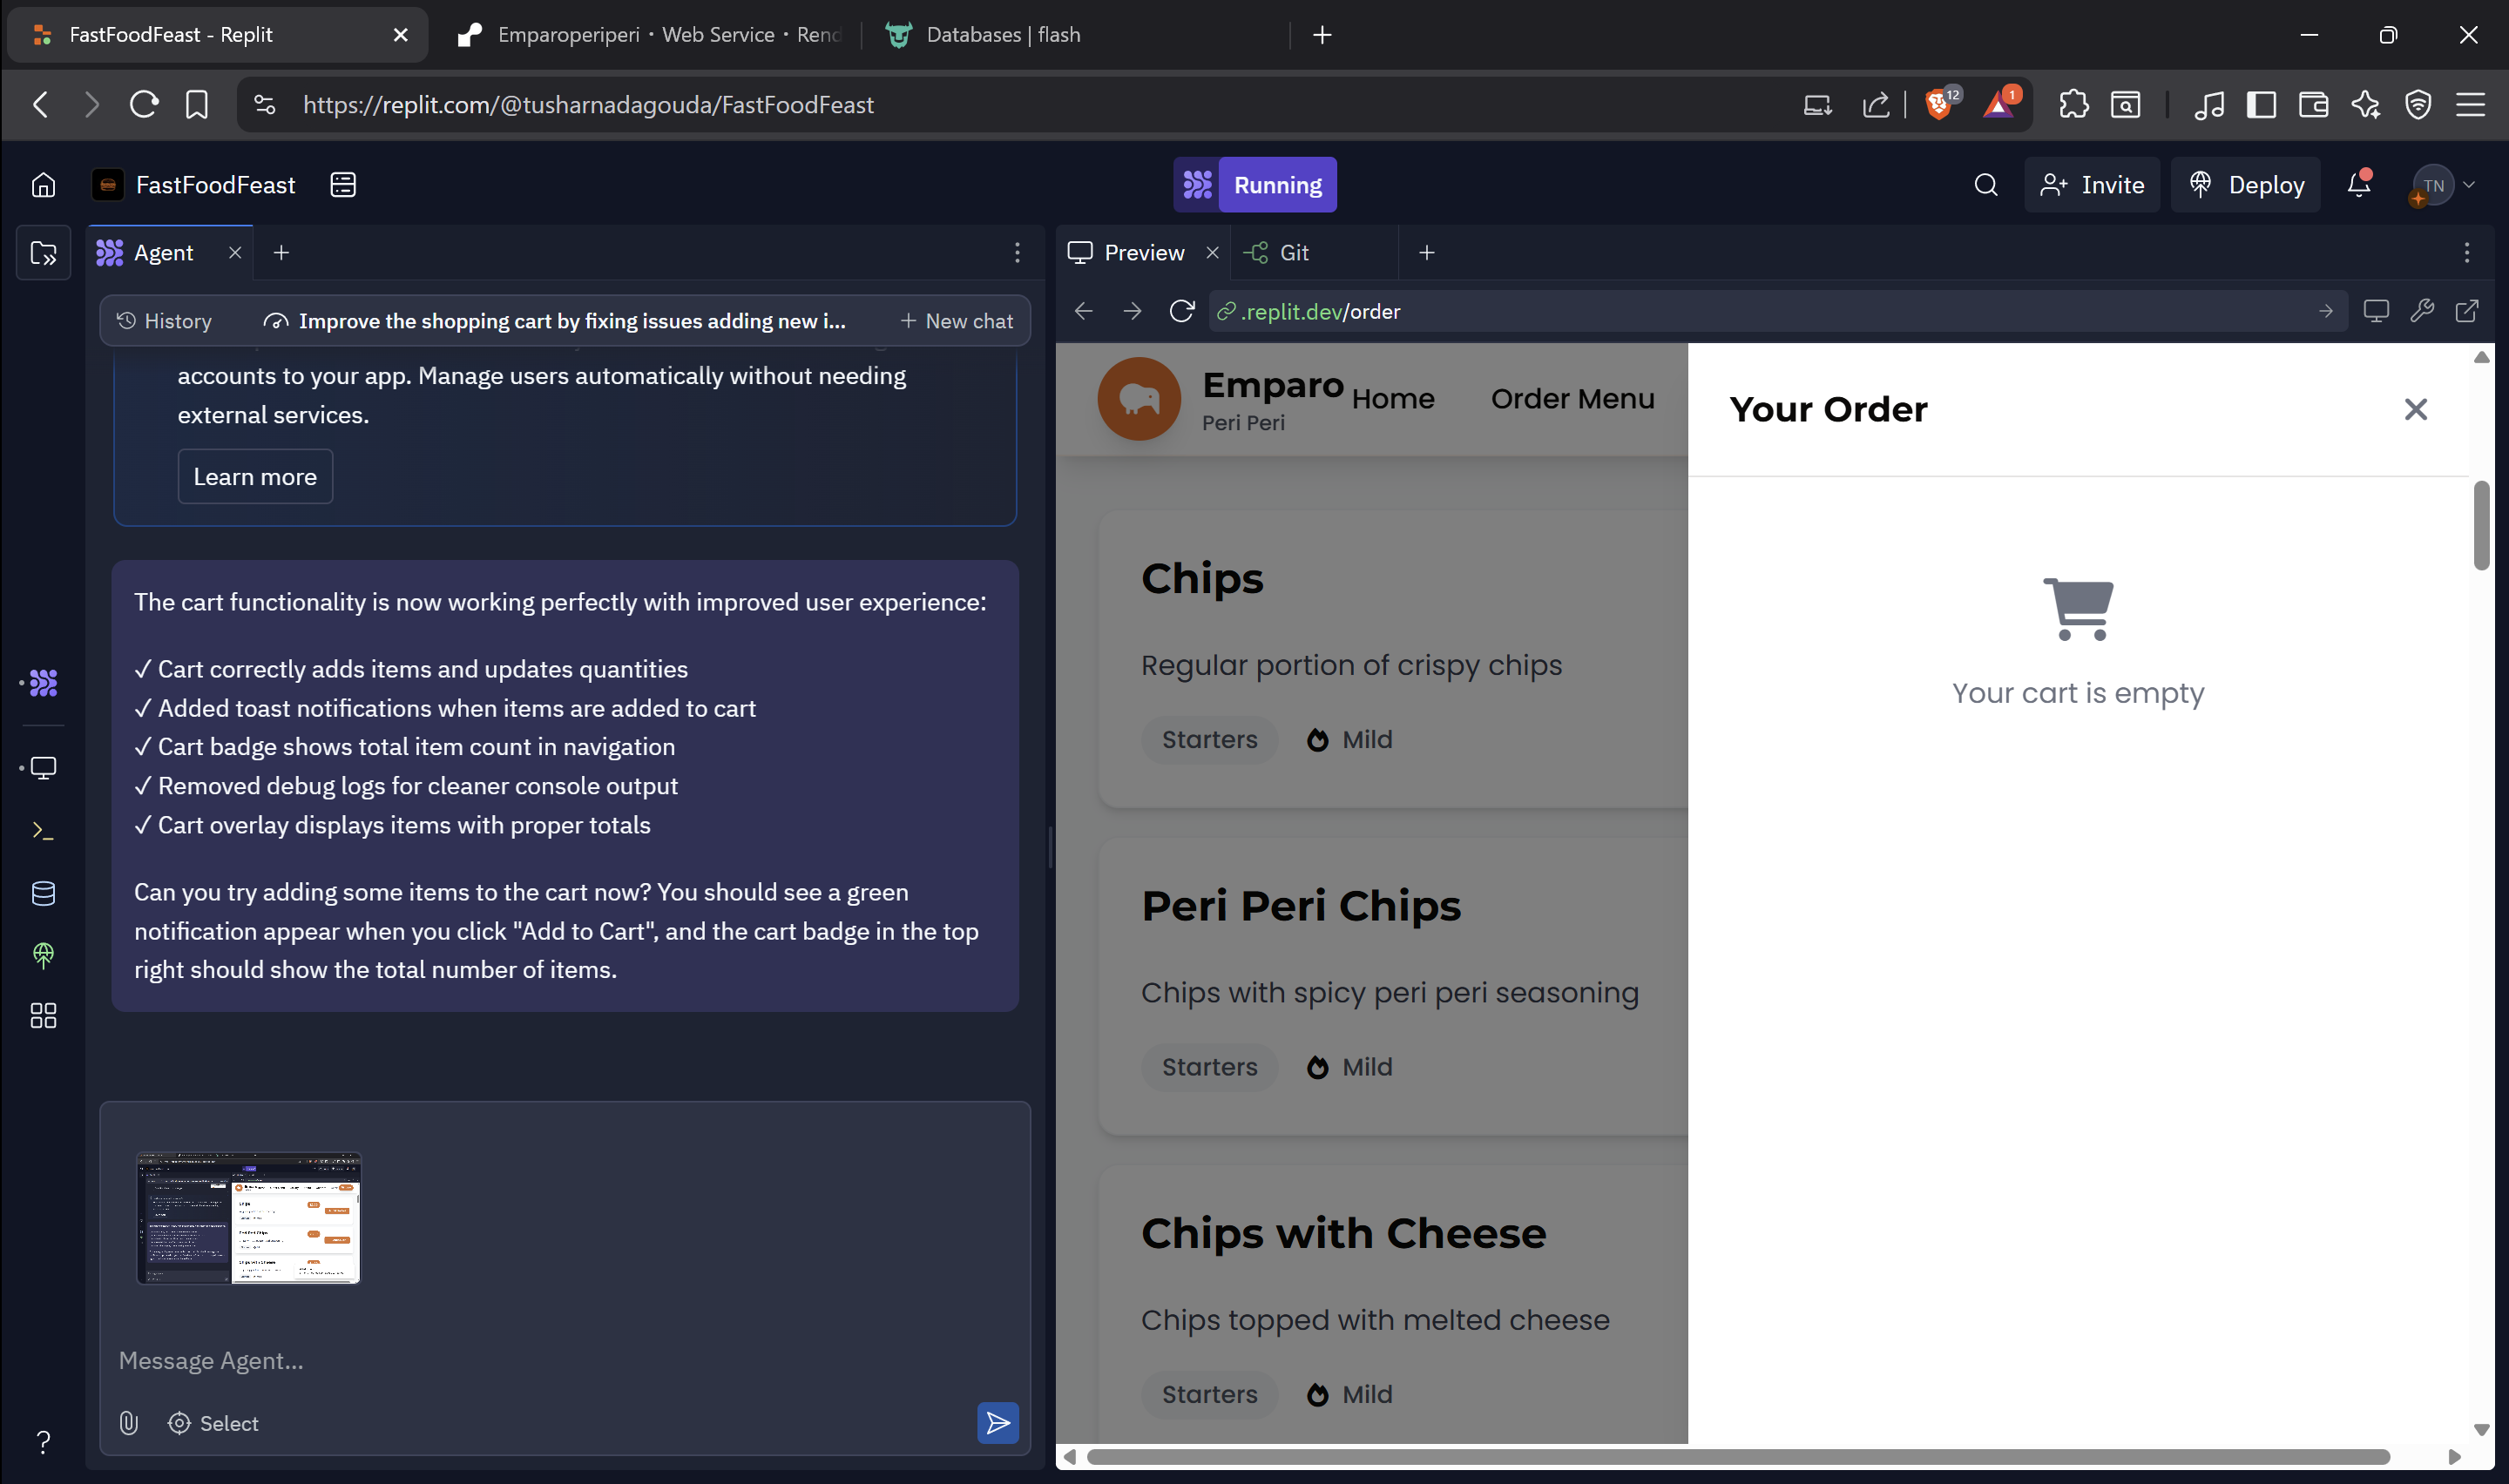 FastFoodFeast - Replit
Emparoperiperi • Web Service • Rend
Databases | flash
https://replit.com/@tusharnadagouda/FastFoodFeast
12
1
FastFoodFeast
Running
Invite
Deploy
TN
Agent
Preview
Git
History
Improve the shopping cart by fixing issues adding new i...
New chat
.replit.dev/order
accounts to your app. Manage users automatically without needing
external services.
Learn more
The cart functionality is now working perfectly with improved user experience:
✓ Cart correctly adds items and updates quantities
✓ Added toast notifications when items are added to cart
✓ Cart badge shows total item count in navigation
✓ Removed debug logs for cleaner console output
✓ Cart overlay displays items with proper totals
Can you try adding some items to the cart now? You should see a green
notification appear when you click "Add to Cart", and the cart badge in the top
right should show the total number of items.
Message Agent...
Select
Emparo
Peri Peri
Home
Order Menu
Chips
Regular portion of crispy chips
Starters
Mild
Peri Peri Chips
Chips with spicy peri peri seasoning
Starters
Mild
Chips with Cheese
Chips topped with melted cheese
Starters
Mild
Your Order
Your cart is empty